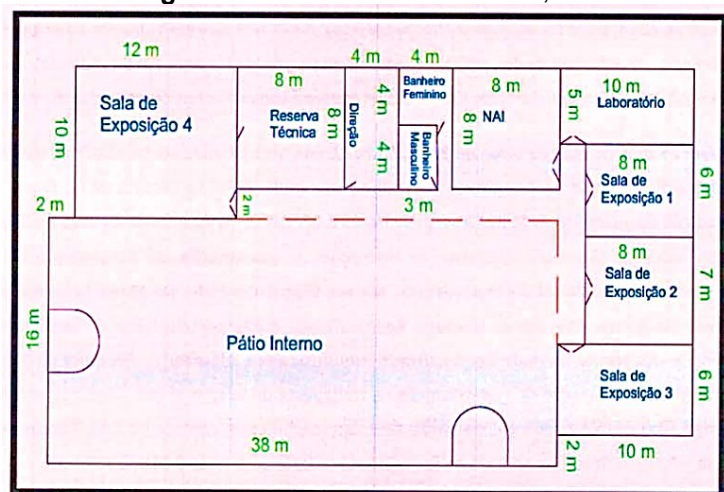 12 m
4 m
4 m
8 m
8 m
10 m
Sala de
Exposição 4
10 m
Reserva
Técnica
8 m
Direção
4 m
4 m
Banheiro
Feminino
Banheiro
Masculino
8 m
NAI
5 m
Laboratório
8 m
6 m
Sala de
Exposição 1
2 m
2 m
3 m
8 m
7 m
Sala de
Exposição 2
16 m
Pátio Interno
Sala de
Exposição 3
6 m
38 m
2 m
10 m